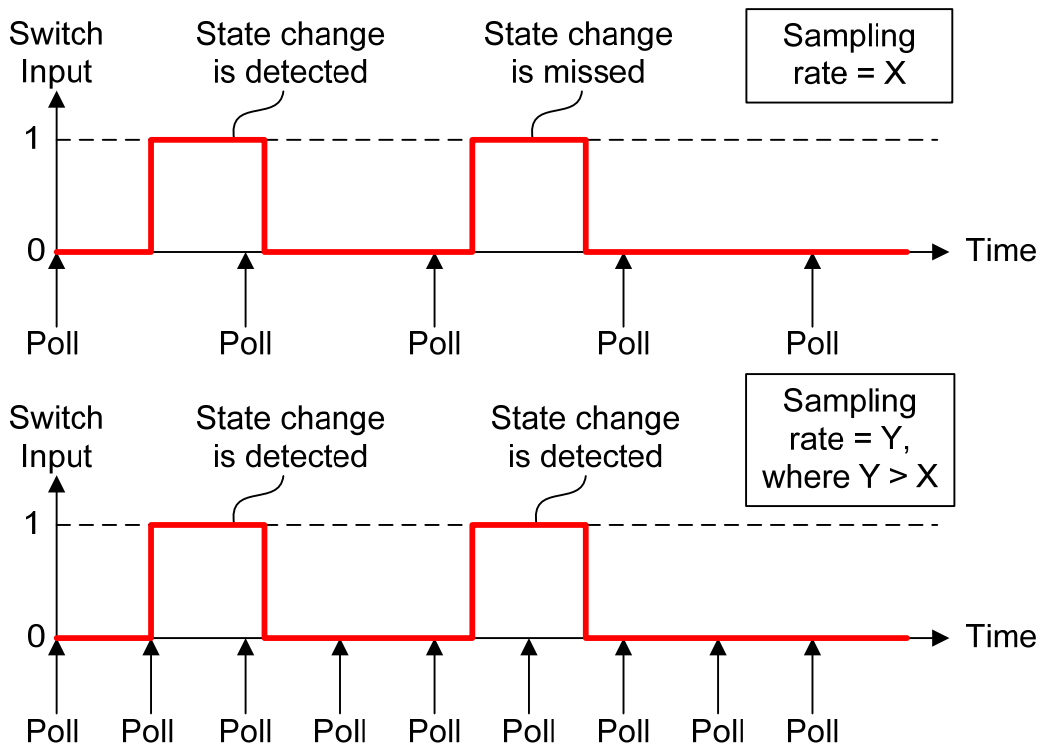 Switch
Input
State change
is detected
State change
is missed
Sampling
rate = X
1
0
Time
Poll
Poll
Poll
Poll
Poll
Switch
Input
State change
is detected
State change
is detected
Sampling
rate = Y,
where Y > X
1
0
Time
Poll
Poll
Poll
Poll
Poll
Poll
Poll
Poll
Poll